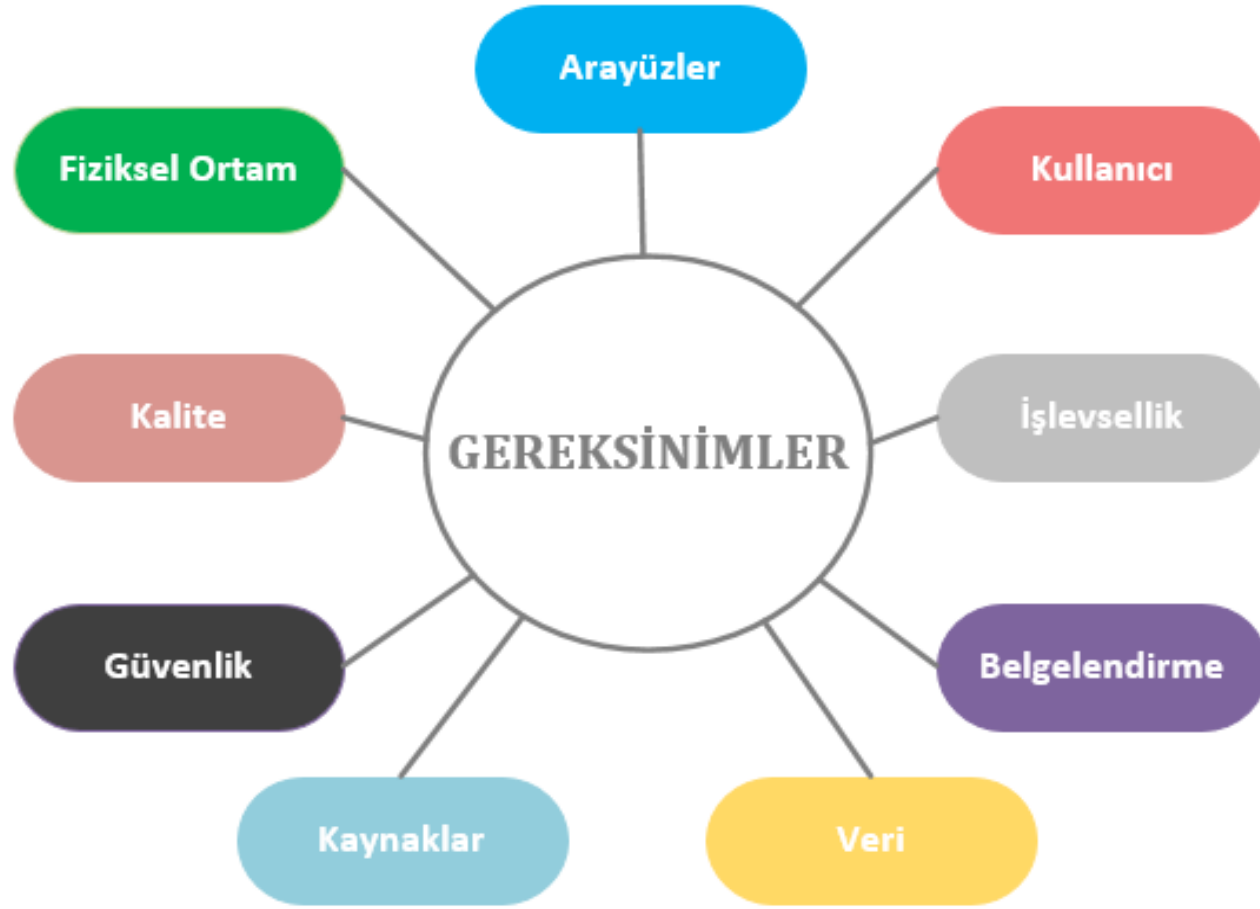 Arayüzler
Fiziksel Ortam
Kullanıcı
Kalite
İşlevsellik
GEREKSİNİMLER
Güvenlik
Belgelendirme
Kaynaklar
Veri